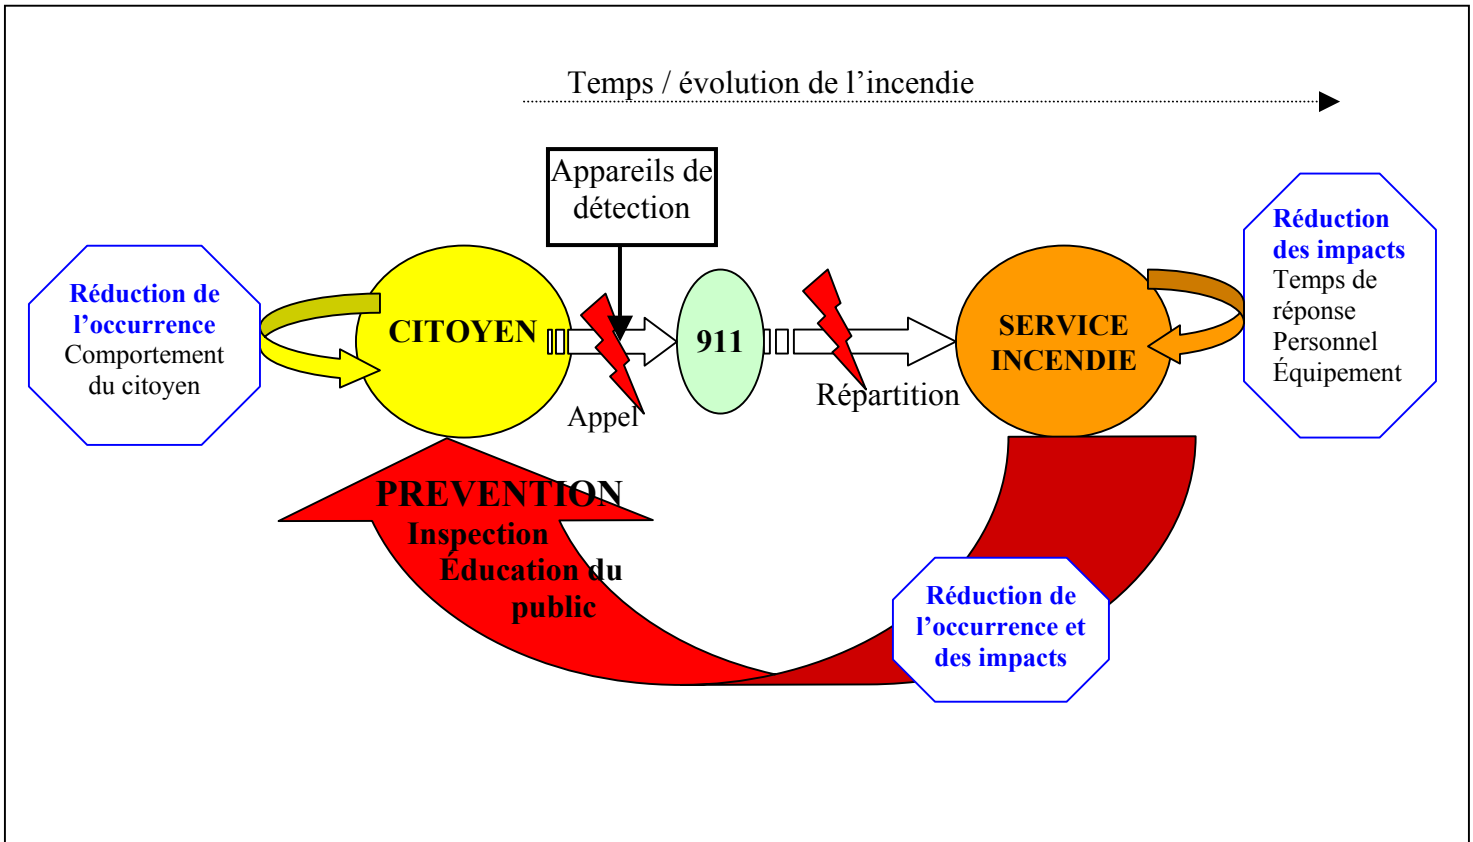 Temps / évolution de l’incendie
Appareils de
détection
Réduction de
l’occurrence
Comportement
du citoyen
CITOYEN
Appel
911
Répartition
SERVICE
INCENDIE
Réduction
des impacts
Temps de
réponse
Personnel
Équipement
PREVENTION
Inspection
Éducation du
public
Réduction de
l’occurrence et
des impacts